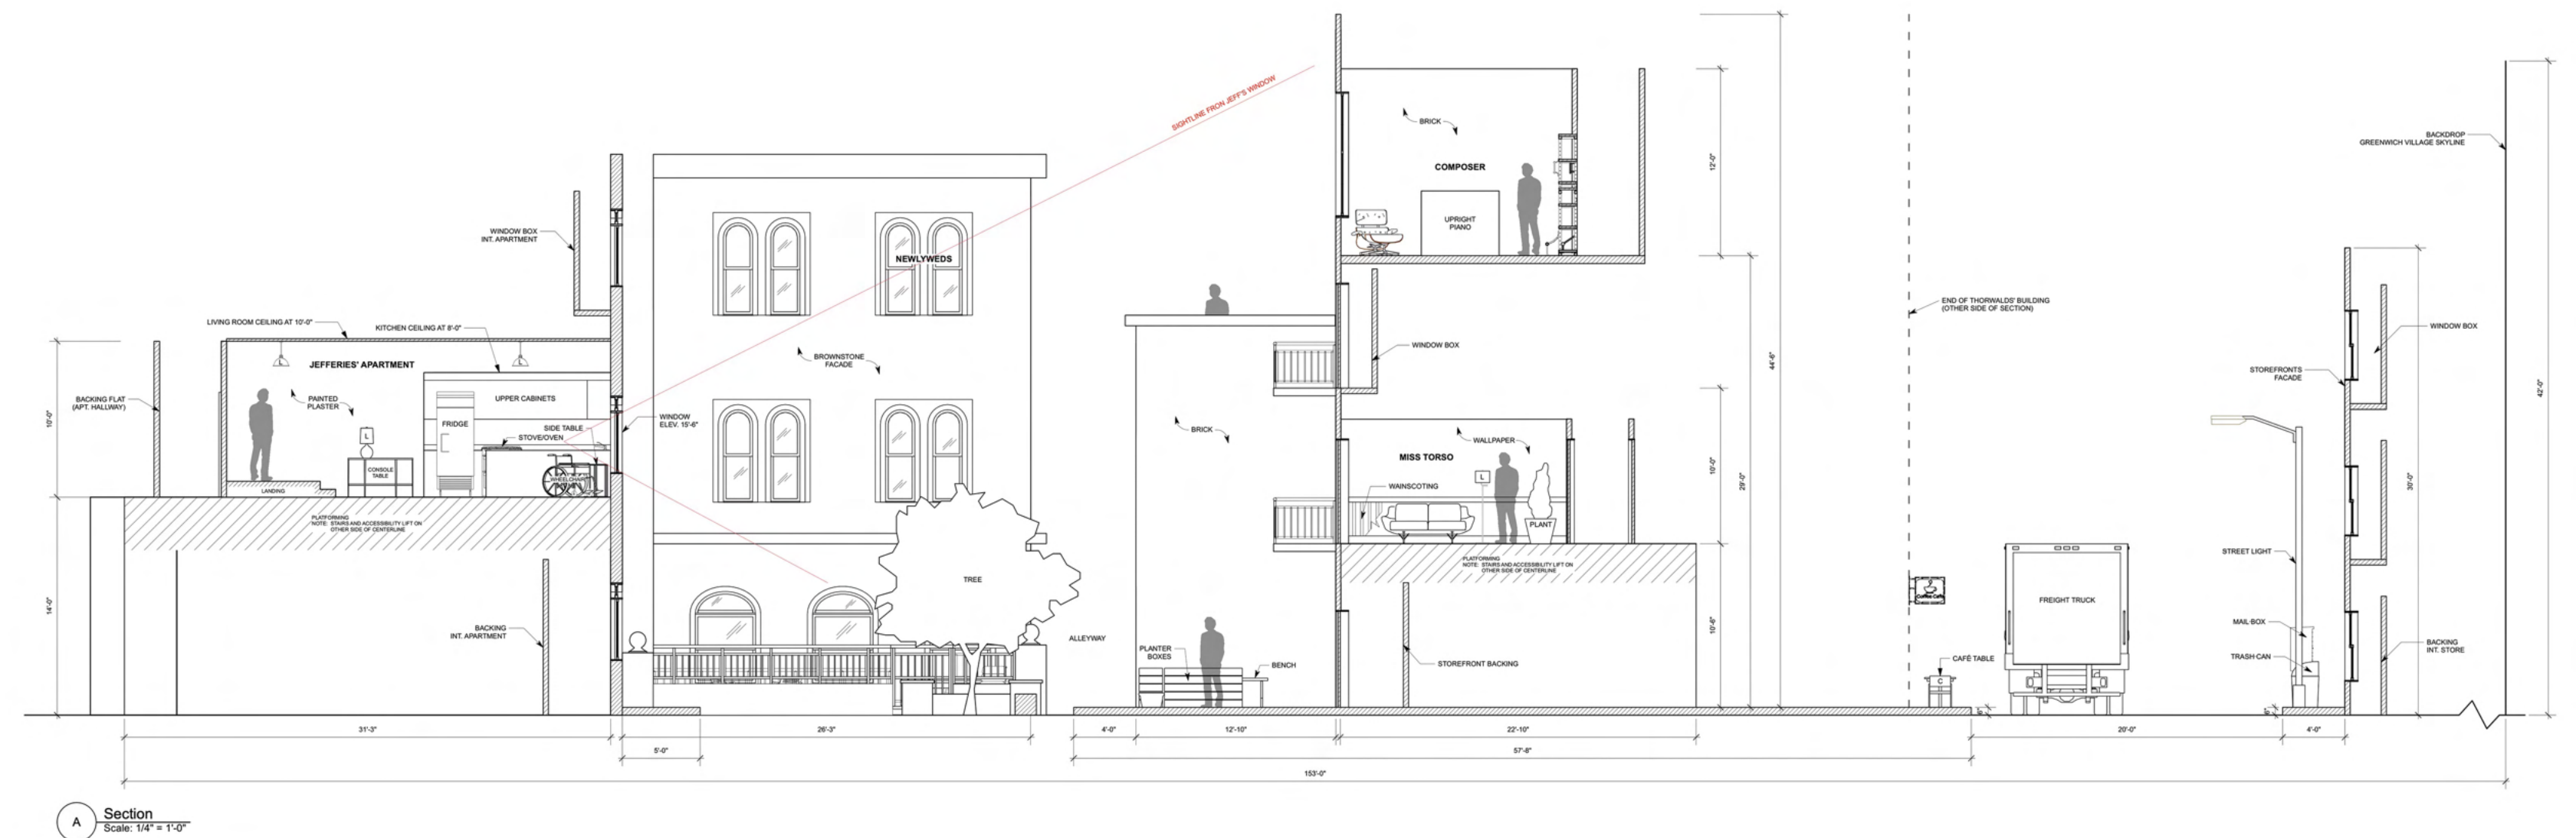 SIGHTLINE FRON JEFF'S WINDOW
BACKDROP
GREENWICH VILLAGE SKYLINE
BRICK
COMPOSER
UPRIGHT
PIANO
12'-0"
WINDOW BOX
INT. APARTMENT
NEWLYWEDS
END OF THORWALDS' BUILDING
(OTHER SIDE OF SECTION)
LIVING ROOM CEILING AT 10'-0"
KITCHEN CEILING AT 8'-0"
WINDOW BOX
WINDOW BOX
JEFFERIES' APARTMENT
L
L
BROWNSTONE
FACADE
44'-6"
STOREFRONTS
FACADE
42'-0"
BACKING FLAT
(APT. HALLWAY)
PAINTED
PLASTER
UPPER CABINETS
WINDOW
ELEV. 15'-6"
10'-0"
FRIDGE
SIDE TABLE
STOVE/OVEN
L
BRICK
WALLPAPER
MISS TORSO
CONSOLE
TABLE
WHEELCHAIR
LANDING
WAINSCOTING
L
PLANT
10'-0"
29'-0"
30'-0"
PLATFORMING
NOTE: STAIRS AND ACCESSIBILITY LIFT ON
OTHER SIDE OF CENTERLINE
PLATFORMING
NOTE: STAIRS AND ACCESSIBILITY LIFT ON
OTHER SIDE OF CENTERLINE
STREET LIGHT
TREE
14'-0"
Coffee Cafe
FREIGHT TRUCK
10'-6"
MAIL BOX
BACKING
INT. APARTMENT
ALLEYWAY
PLANTER
BOXES
BENCH
STOREFRONT BACKING
CAFÉ TABLE
C
TRASH CAN
BACKING
INT. STORE
6"
6"
31'-3"
26'-3"
4'-0"
12'-10"
22'-10"
20'-0"
4'-0"
5'-0"
57'-8"
153'-0"
A
Section
Scale: 1/4" = 1'-0"